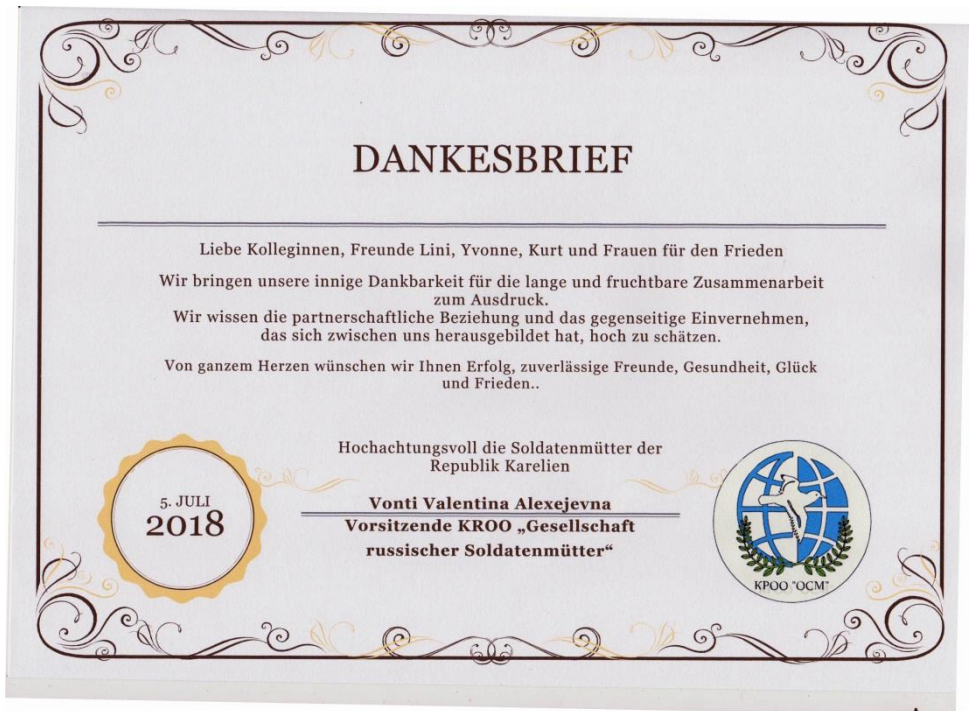 DANKESBRIEF
Liebe Kolleginnen, Freunde Lini, Yvonne, Kurt und Frauen für den Frieden
Wir bringen unsere innige Dankbarkeit für die lange und fruchtbare Zusammenarbeit
zum Ausdruck.
Wir wissen die partnerschaftliche Beziehung und das gegenseitige Einvernehmen,
das sich zwischen uns herausgebildet hat, hoch zu schätzen.
Von ganzem Herzen wünschen wir Ihnen Erfolg, zuverlässige Freunde, Gesundheit, Glück
und Frieden..
Hochachtungsvoll die Soldatenmütter der
Republik Karelien
Vonti Valentina Alexejevna
Vorsitzende KROO „Gesellschaft
russischer Soldatenmütter“
5. JULI
2018
КРОО "ОСМ"